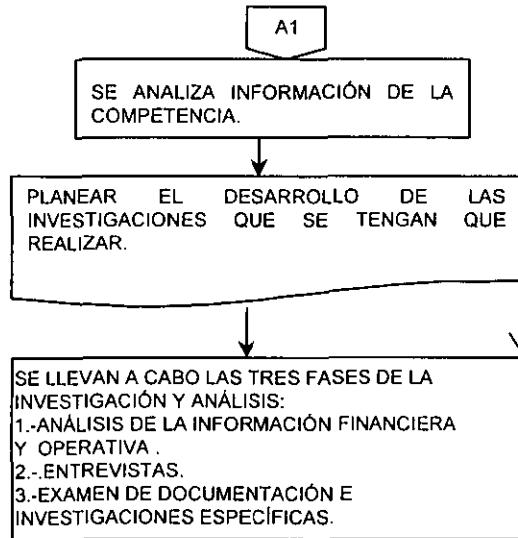 A1
SE ANALIZA INFORMACIÓN DE LA
COMPETENCIA.
PLANEAR EL DESARROLLO DE LAS
INVESTIGACIONES QUE SE TENGAN QUE
REALIZAR.
SE LLEVAN A CABO LAS TRES FASES DE LA
INVESTIGACIÓN Y ANÁLISIS:
1.-ANÁLISIS DE LA INFORMACIÓN FINANCIERA
Y OPERATIVA .
2.-.ENTREVISTAS.
3.-EXAMEN DE DOCUMENTACIÓN E
INVESTIGACIONES ESPECÍFICAS.